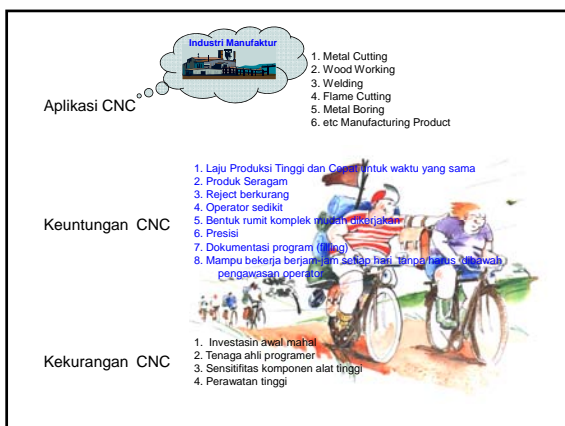 Industri Manufaktur
Aplikasi CNC
1. Metal Cutting
2. Wood Working
3. Welding
4. Flame Cutting
5. Metal Boring
6. etc Manufacturing Product
Keuntungan CNC
1. Laju Produksi Tinggi dan Cepat untuk waktu yang sama
2. Produk Seragam
3. Reject berkurang
4. Operator sedikit
5. Bentuk rumit komplek mudah dikerjakan
6. Presisi
7. Dokumentasi program (filling)
8. Mampu bekerja berjam-jam setiap hari tanpa harus dibawah
pengawasan operator
Kekurangan CNC
1. Investasin awal mahal
2. Tenaga ahli programer
3. Sensitifitas komponen alat tinggi
4. Perawatan tinggi